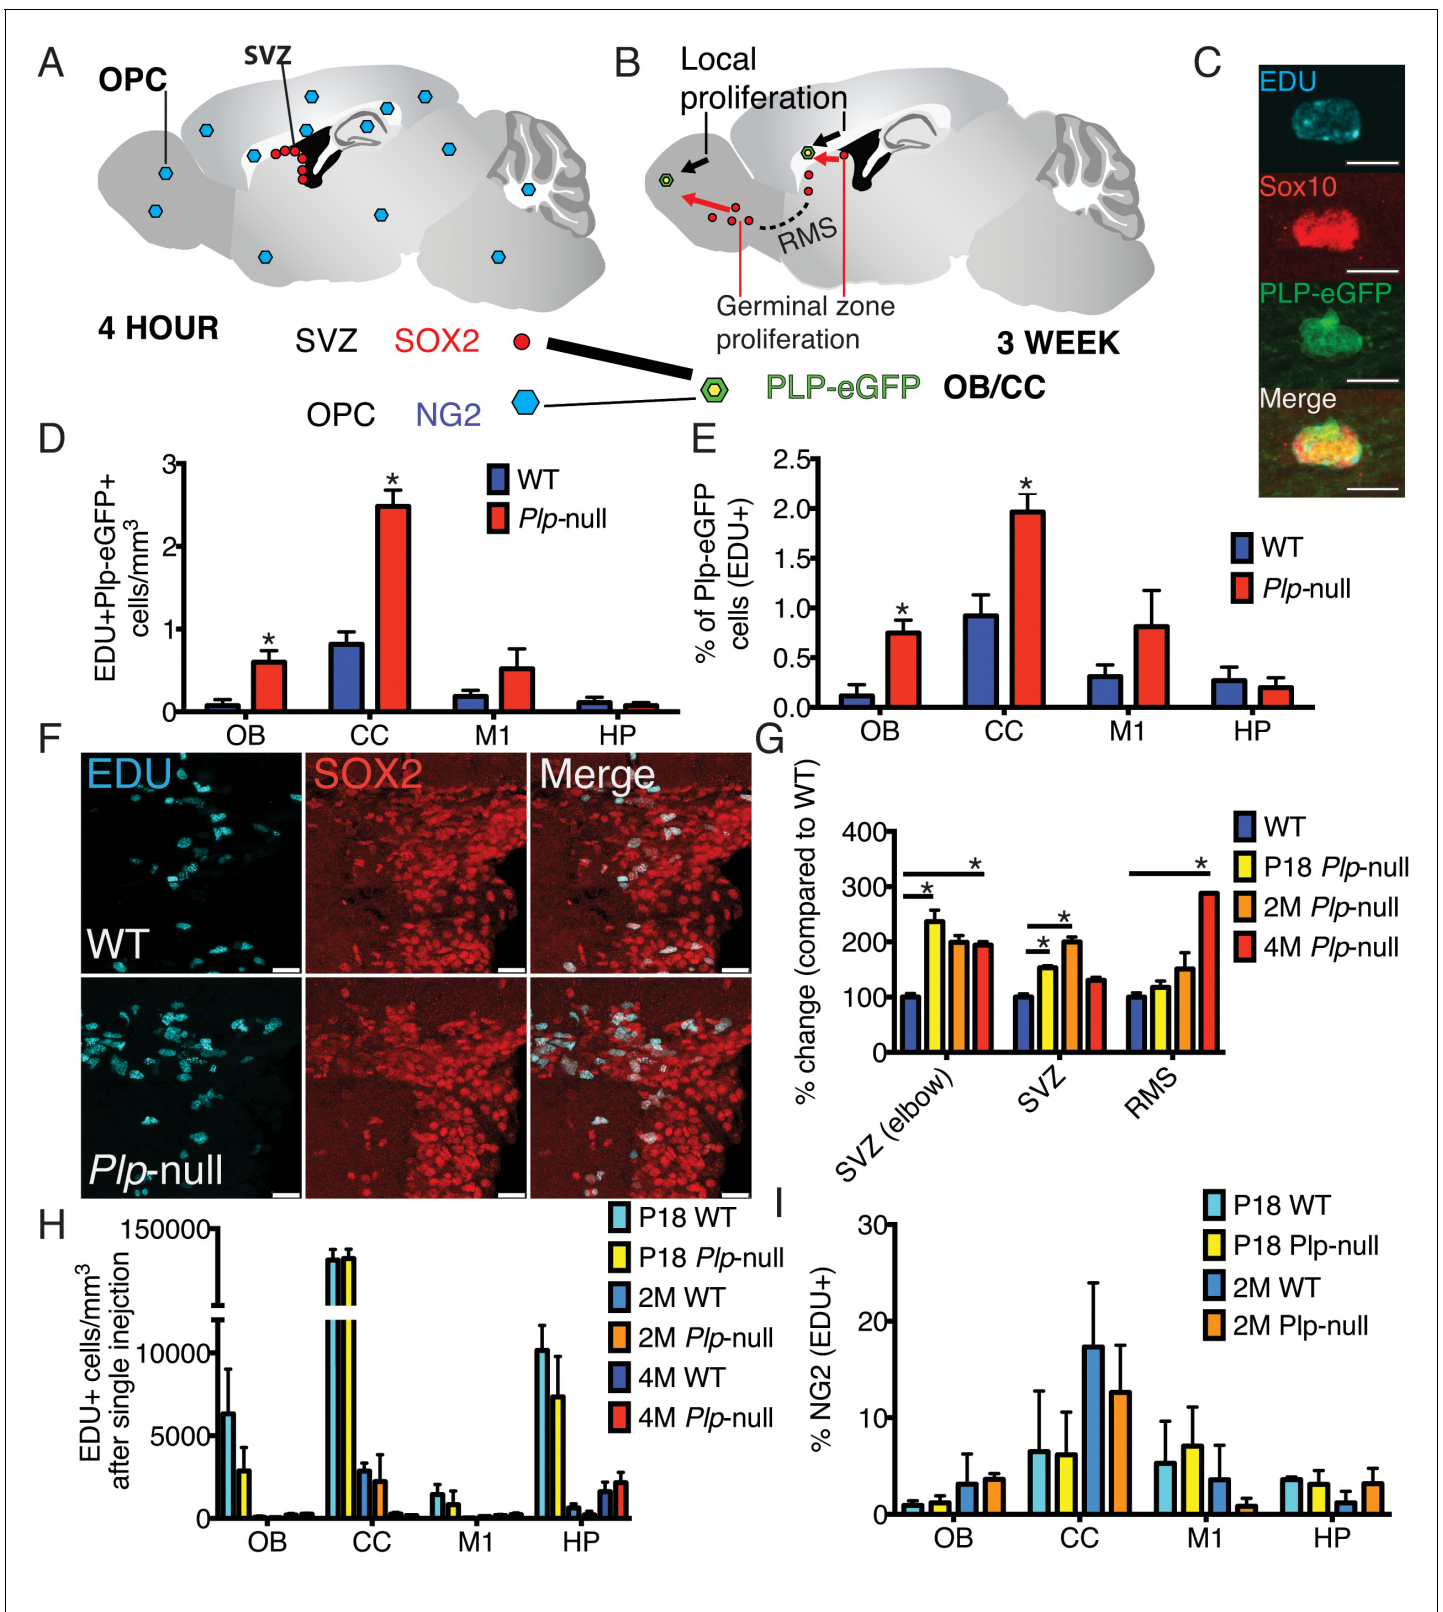 A
OPC
SVZ
4 HOUR
B
Local
proliferation
RMS
Germinal zone
proliferation
3 WEEK
SVZ SOX2
OPC NG2
PLP-eGFP OB/CC
C
EDU
Sox10
PLP-eGFP
Merge
D
EDU+Plp-eGFP+
cells/mm³
3
2
1
0
*
*
WT
Plp-null
OB CC M1 HP
E
% of Plp-eGFP
cells (EDU+)
2.5
2.0
1.5
1.0
0.5
0.0
*
*
WT
Plp-null
OB CC M1 HP
F
EDU SOX2 Merge
WT
Plp-null
G
% change (compared to WT)
400
300
200
100
0
* *
* *
*
WT
P18 Plp-null
2M Plp-null
4M Plp-null
SVZ (elbow) SVZ RMS
H
EDU+ cells/mm³
after single inejction
150000
10000
5000
0
P18 WT
P18 Plp-null
2M WT
2M Plp-null
4M WT
4M Plp-null
OB CC M1 HP
I
% NG2 (EDU+)
30
20
10
0
P18 WT
P18 Plp-null
2M WT
2M Plp-null
OB CC M1 HP